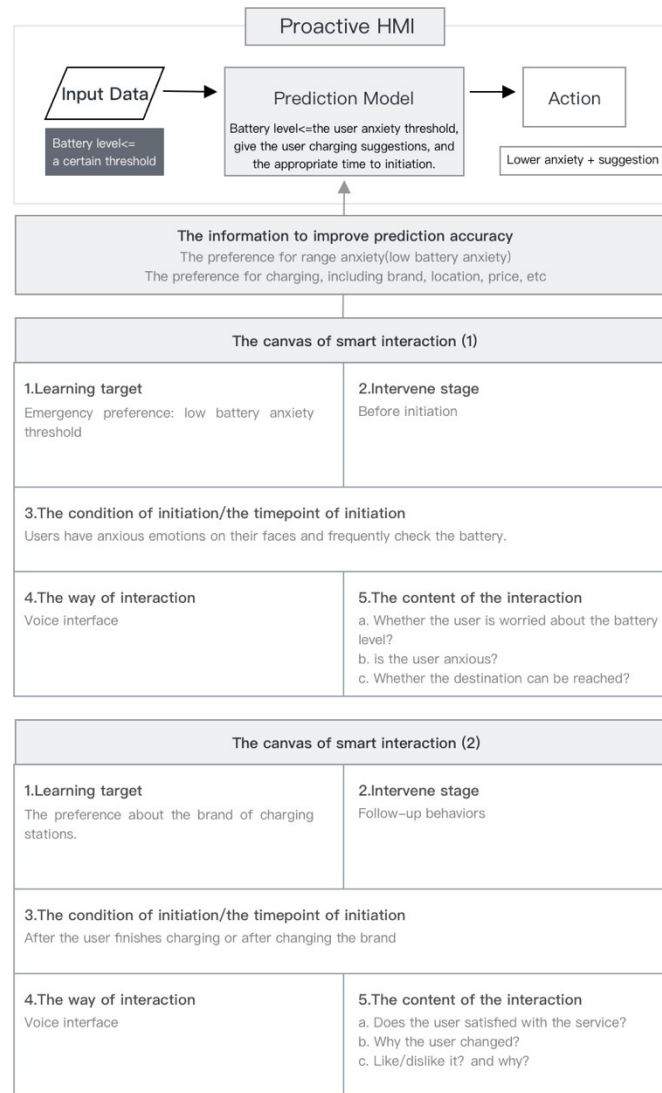 Proactive HMI
Input Data
Battery level<=
a certain threshold
Prediction Model
Battery level<=the user anxiety threshold,
give the user charging suggestions, and
the appropriate time to initiation.
Action
Lower anxiety + suggestion
The information to improve prediction accuracy
The preference for range anxiety(low battery anxiety)
The preference for charging, including brand, location, price, etc
The canvas of smart interaction (1)
1.Learning target
Emergency preference: low battery anxiety
threshold
2.Intervene stage
Before initiation
3.The condition of initiation/the timepoint of initiation
Users have anxious emotions on their faces and frequently check the battery.
4.The way of interaction
Voice interface
5.The content of the interaction
a. Whether the user is worried about the battery
level?
b. is the user anxious?
c. Whether the destination can be reached?
The canvas of smart interaction (2)
1.Learning target
The preference about the brand of charging
stations.
2.Intervene stage
Follow-up behaviors
3.The condition of initiation/the timepoint of initiation
After the user finishes charging or after changing the brand
4.The way of interaction
Voice interface
5.The content of the interaction
a. Does the user satisfied with the service?
b. Why the user changed?
c. Like/dislike it? and why?